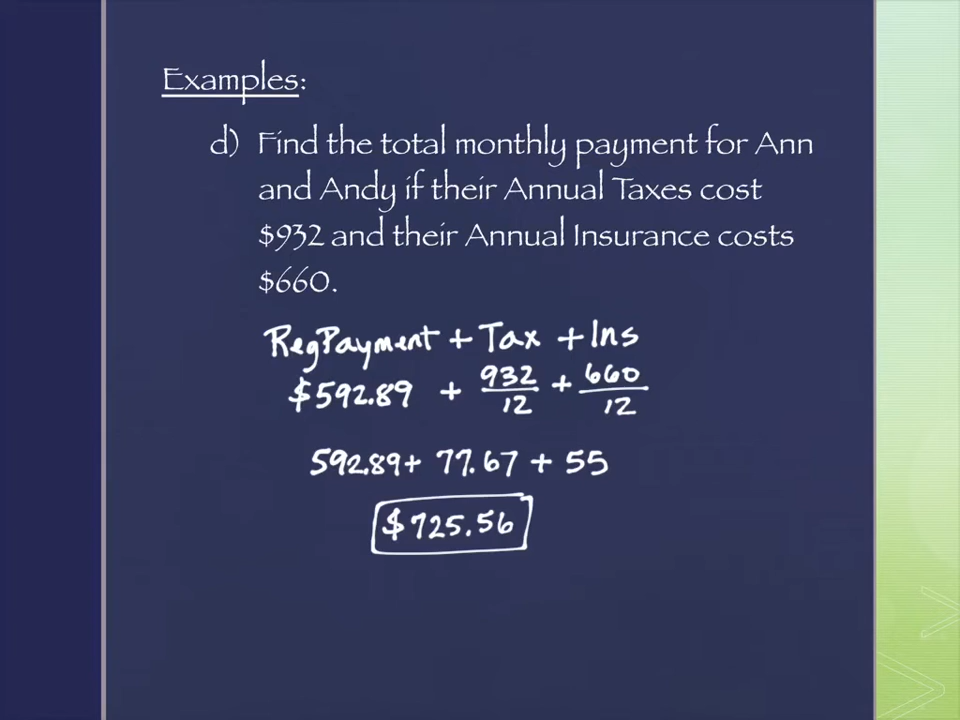 Examples:
d) Find the total monthly payment for Ann
and Andy if their Annual Taxes cost
$932 and their Annual Insurance costs
$660.
RegPayment + Tax + Ins
$592.89 + 932/12 + 660/12
592.89 + 77.67 + 55
$725.56